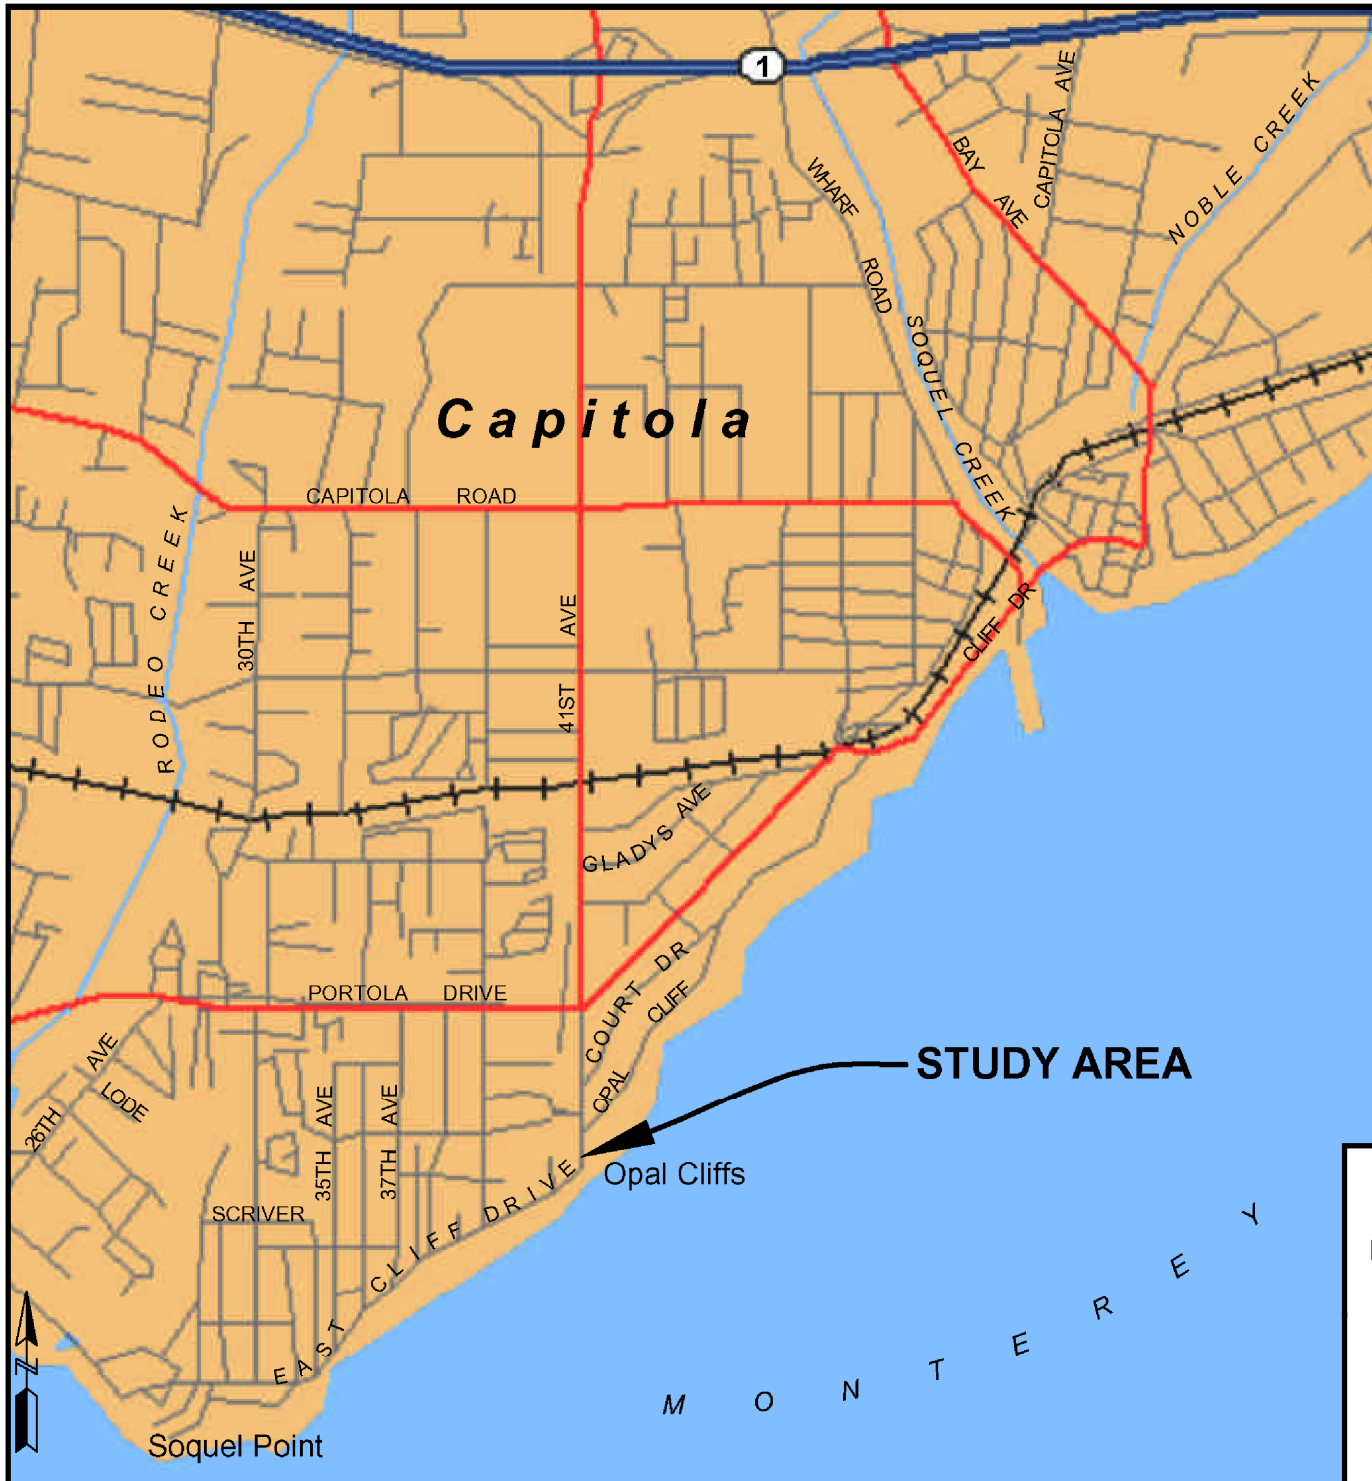 1
CAPITOLA AVE
NOBLE CREEK
BAY AVE
WHARF ROAD
SOQUEL CREEK
Capitola
CAPITOLA ROAD
RODEO CREEK
30TH AVE
41ST AVE
CLIFF DR
GLADYS AVE
PORTOLA DRIVE
COURT DR
OPAL CLIFF
STUDY AREA
26TH AVE
LODE
35TH AVE
37TH AVE
Opal Cliffs
SCRIVER
EAST CLIFF DRIVE
MONTEREY
N
Soquel Point